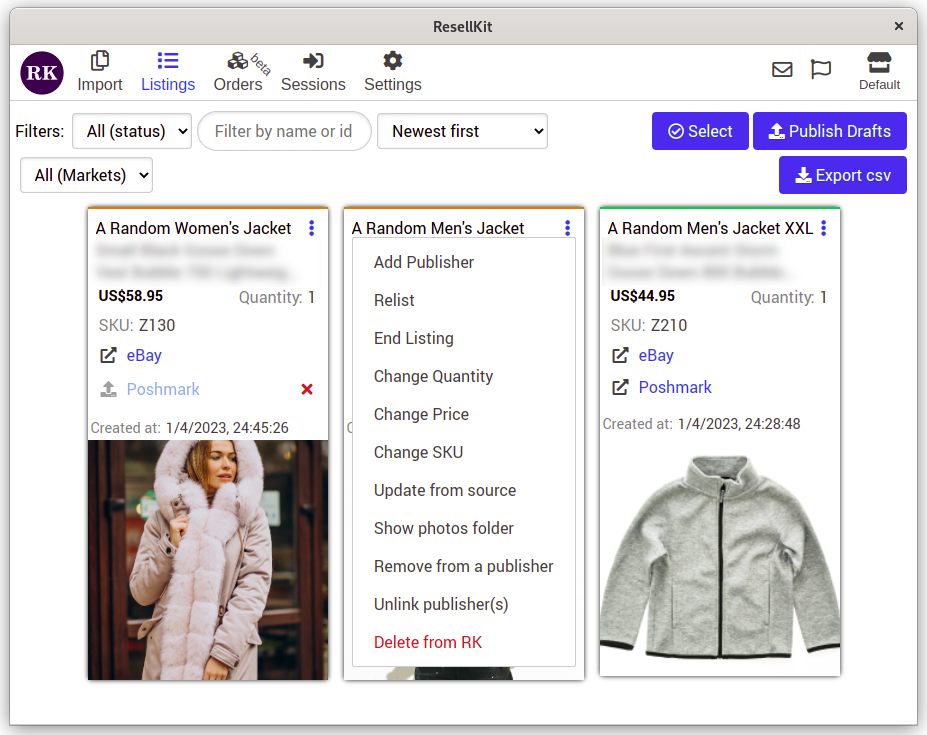 ResellKit
RK
Import
Listings
Orders
beta
Sessions
Settings
Default
Filters:
All (status)
Filter by name or id
Newest first
Select
Publish Drafts
All (Markets)
Export csv
A Random Women's Jacket
US$58.95
Quantity: 1
SKU: Z130
eBay
Poshmark
Created at: 1/4/2023, 24:45:26
A Random Men's Jacket
Add Publisher
Relist
End Listing
Change Quantity
Change Price
Change SKU
Update from source
Show photos folder
Remove from a publisher
Unlink publisher(s)
Delete from RK
A Random Men's Jacket XXL
US$44.95
Quantity: 1
SKU: Z210
eBay
Poshmark
Created at: 1/4/2023, 24:28:48